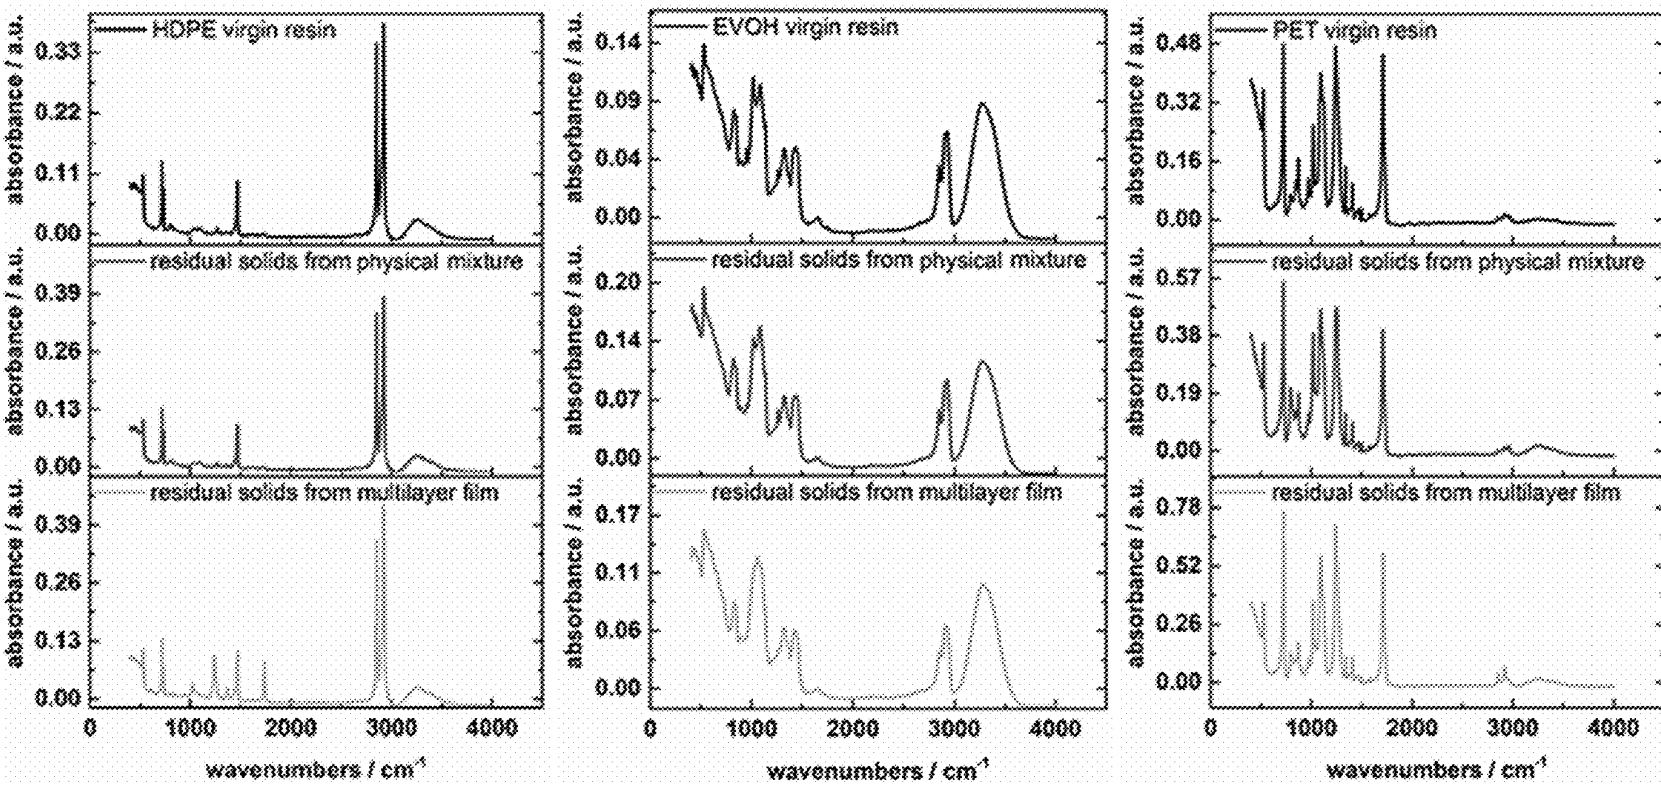 HDPE virgin resin
absorbance / a.u.
0.33
0.22
0.11
0.00
residual solids from physical mixture
absorbance / a.u.
0.39
0.26
0.13
0.00
residual solids from multilayer film
absorbance / a.u.
0.39
0.26
0.13
0.00
0 1000 2000 3000 4000
wavenumbers / cm⁻¹
EVOH virgin resin
absorbance / a.u.
0.14
0.09
0.04
0.00
residual solids from physical mixture
absorbance / a.u.
0.20
0.14
0.07
0.00
residual solids from multilayer film
absorbance / a.u.
0.17
0.11
0.06
0.00
0 1000 2000 3000 4000
wavenumbers / cm⁻¹
PET virgin resin
absorbance / a.u.
0.48
0.32
0.16
0.00
residual solids from physical mixture
absorbance / a.u.
0.57
0.38
0.19
0.00
residual solids from multilayer film
absorbance / a.u.
0.78
0.52
0.26
0.00
0 1000 2000 3000 4000
wavenumbers / cm⁻¹